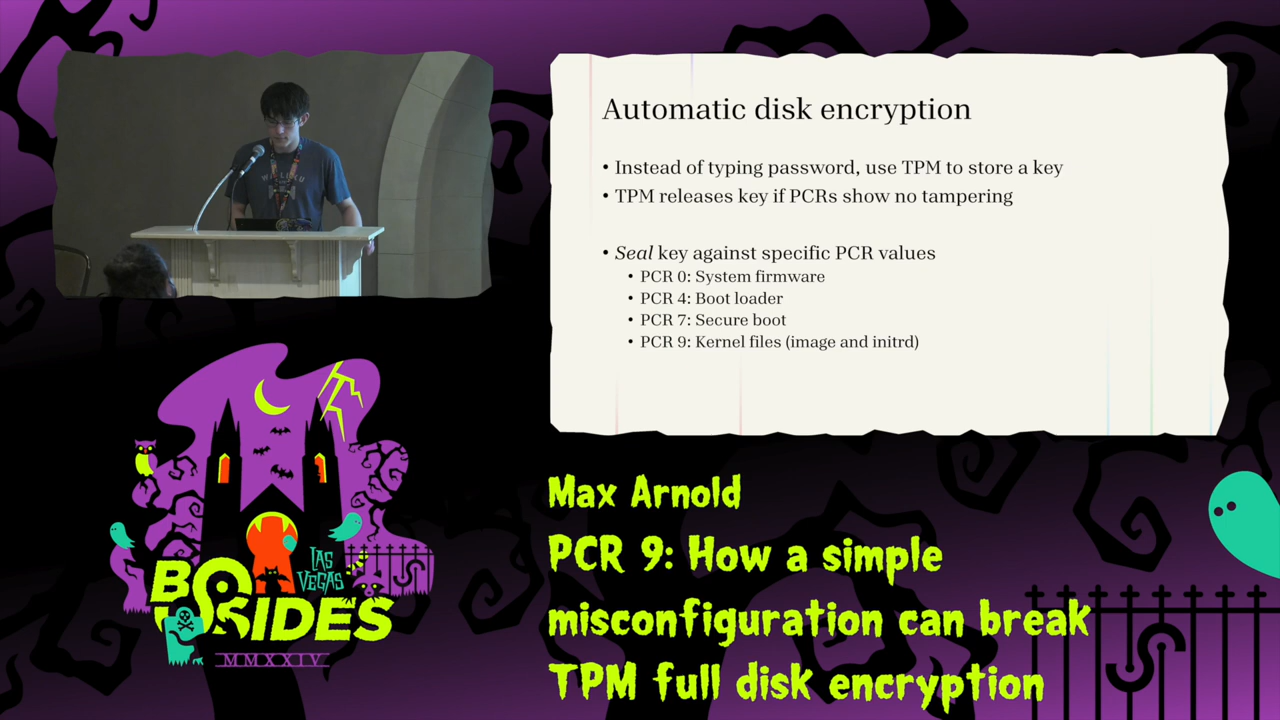 Automatic disk encryption
• Instead of typing password, use TPM to store a key
• TPM releases key if PCRs show no tampering
• Seal key against specific PCR values
• PCR 0: System firmware
• PCR 4: Boot loader
• PCR 7: Secure boot
• PCR 9: Kernel files (image and initrd)
LAS
VEGAS
BSIDES
MMXXIV
Max Arnold
PCR 9: How a simple
misconfiguration can break
TPM full disk encryption